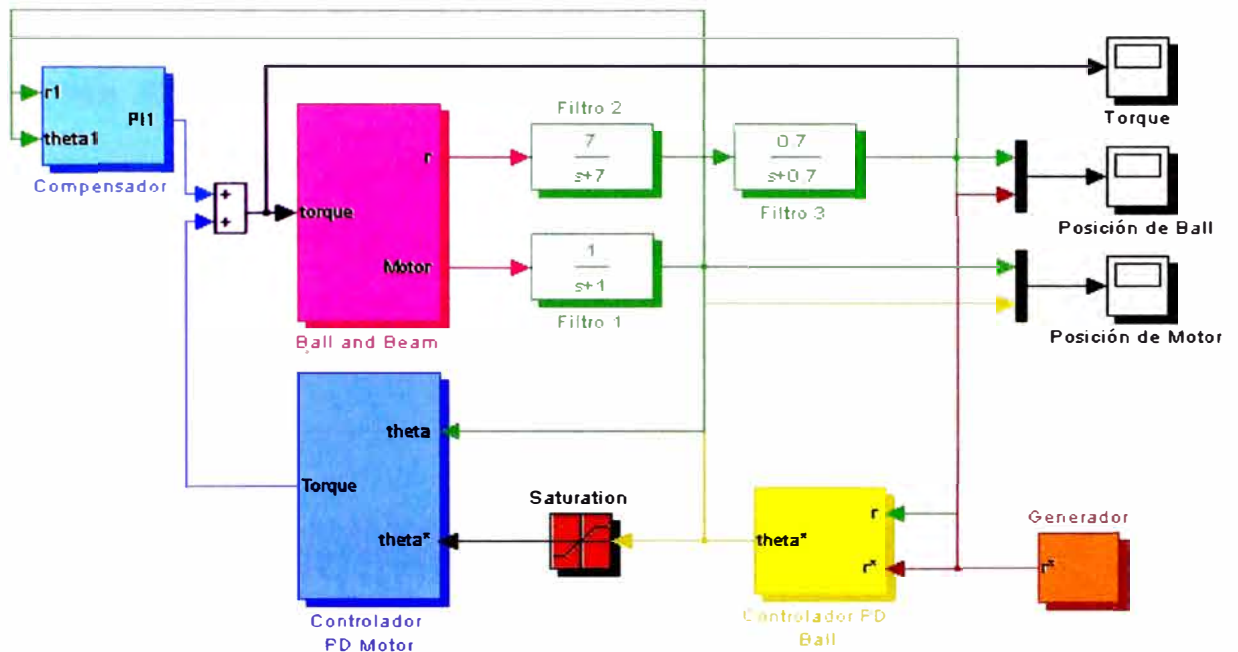 r1
theta1
PI1
Compensador
+
+
torque
r
Motor
Ball and Beam
Filtro 2
7
s+7
0.7
s+0.7
Filtro 3
1
s+1
Filtro 1
Torque
Posición de Ball
Posición de Motor
theta
Torque
theta*
Controlador
PD Motor
Saturation
r
theta*
r*
Controlador PD
Ball
Generador
r*